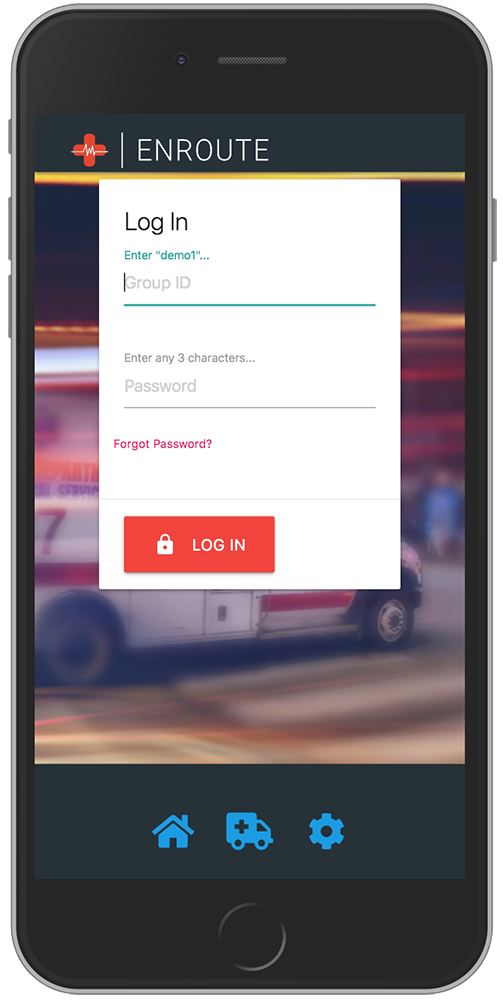 ENROUTE
Log In
Enter "demo1"...
Group ID
Enter any 3 characters...
Password
Forgot Password?
LOG IN